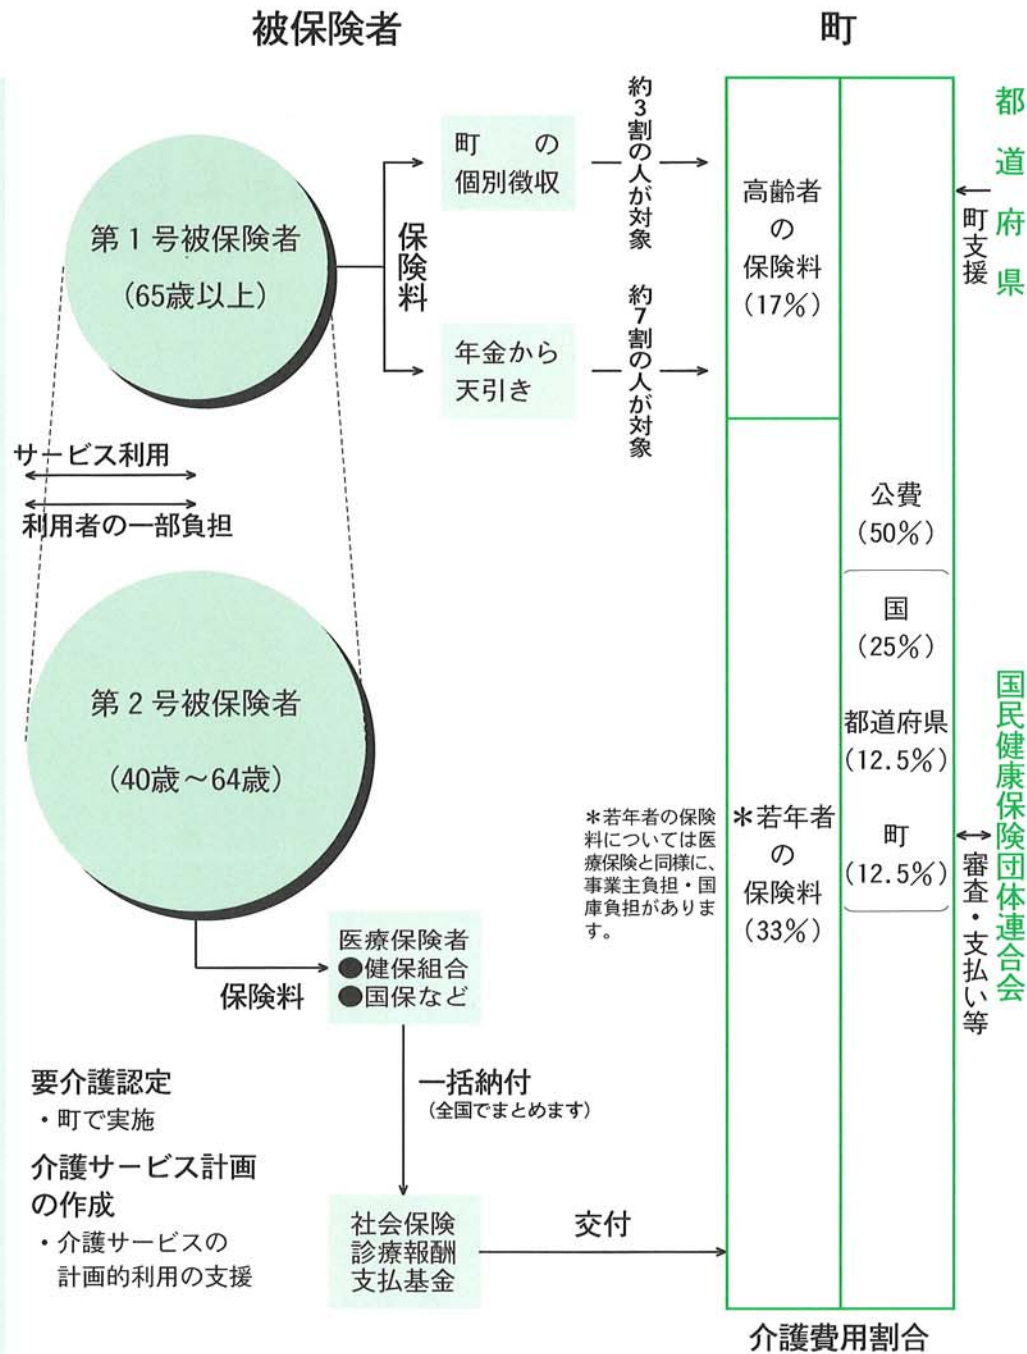 被保険者
町
第1号被保険者
(65歳以上)
保険料
町の
個別徴収
約3割の人が対象
年金から
天引き
約7割の人が対象
高齢者
の
保険料
(17%)
都道府県
町支援
サービス利用
利用者の一部負担
公費
(50%)
国
(25%)
都道府県
(12.5%)
町
(12.5%)
第2号被保険者
(40歳～64歳)
*若年者の保険
料については医
療保険と同様に、
事業主負担・国
庫負担がありま
す。
*若年者
の
保険料
(33%)
国民健康保険団体連合会
審査・支払い等
保険料
医療保険者
●健保組合
●国保など
一括納付
(全国でまとめます)
要介護認定
・町で実施
介護サービス計画
の作成
・介護サービスの
計画的利用の支援
社会保険
診療報酬
支払基金
交付
介護費用割合